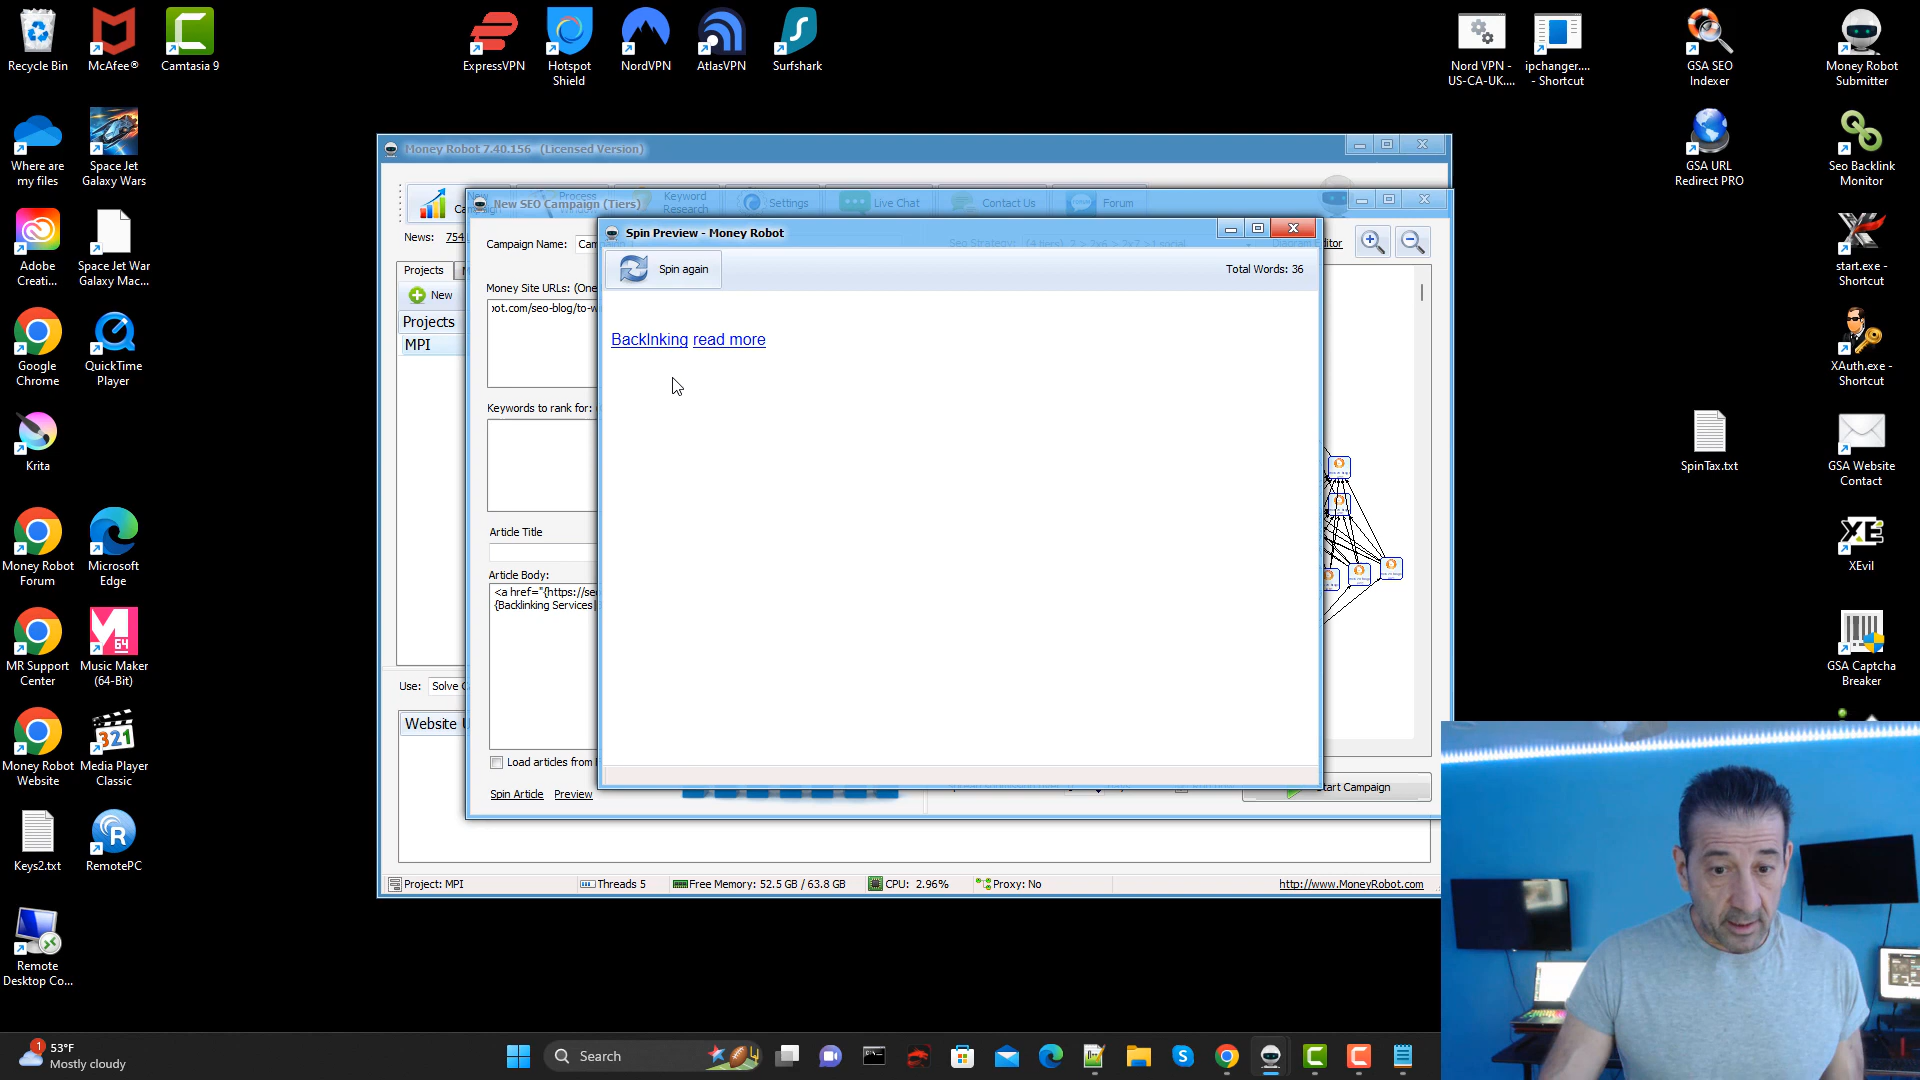 Recycle Bin
McAfee®
Camtasia 9
ExpressVPN
Hotspot
Shield
NordVPN
AtlasVPN
Surfshark
Nord VPN -
US-CA-UK....
ipchanger....
- Shortcut
GSA SEO
Indexer
Money Robot
Submitter
Where are
my files
Space Jet
Galaxy Wars
GSA URL
Redirect PRO
Seo Backlink
Monitor
Adobe
Creati...
Space Jet War
Galaxy Mac...
start.exe -
Shortcut
Google
Chrome
QuickTime
Player
XAuth.exe -
Shortcut
Krita
SpinTax.txt
GSA Website
Contact
Money Robot
Forum
Microsoft
Edge
XEvil
MR Support
Center
Music Maker
(64-Bit)
GSA Captcha
Breaker
Money Robot
Website
Media Player
Classic
Keys2.txt
RemotePC
Remote
Desktop Co...
Money Robot 7.40.156 (Licensed Version)
New
Process
Keyword
Research
Settings
Live Chat
Contact Us
Forum
News: 754
Projects
New
Projects
MPI
Use: Solve
Website U
New SEO Campaign (Tiers)
Campaign Name:
Diagram Editor
Money Site URLs: (One
ot.com/seo-blog/to-w
Keywords to rank for:
Article Title
Article Body:
<a href="{https://seo
{Backlinking Services|
Load articles from
Spin Article Preview
Start Campaign
Spin Preview - Money Robot
Spin again
Total Words: 36
Backlnking read more
Project: MPI
Threads 5
Free Memory: 52.5 GB / 63.8 GB
CPU: 2.96%
Proxy: No
http://www.MoneyRobot.com
1
53°F
Mostly cloudy
Search